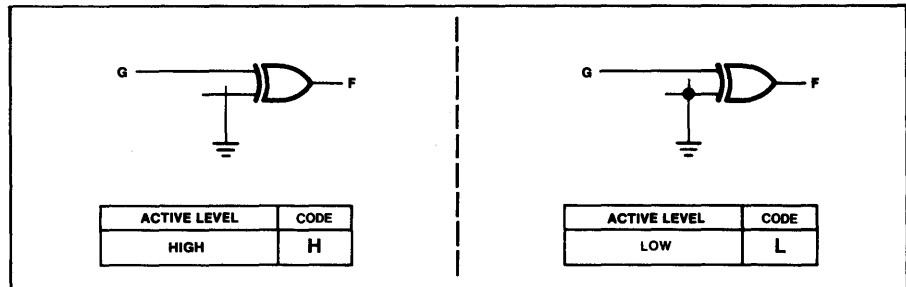 G F
ACTIVE LEVEL CODE
HIGH H
G F
ACTIVE LEVEL CODE
LOW L